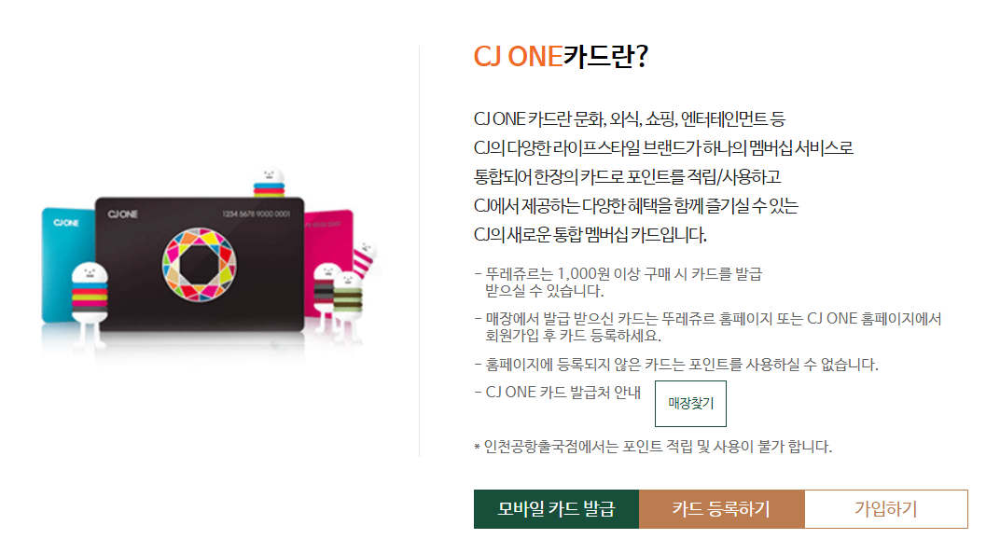 CJ ONE카드란?
CJ ONE 카드란 문화, 외식, 쇼핑, 엔터테인먼트 등
CJ의 다양한 라이프스타일 브랜드가 하나의 멤버십 서비스로
통합되어 한장의 카드로 포인트를 적립/사용하고
CJ에서 제공하는 다양한 혜택을 함께 즐기실 수 있는
CJ의 새로운 통합 멤버십 카드입니다.
- 뚜레쥬르는 1,000원 이상 구매 시 카드를 발급
받으실 수 있습니다.
- 매장에서 발급 받으신 카드는 뚜레쥬르 홈페이지 또는 CJ ONE 홈페이지에서
회원가입 후 카드 등록하세요.
- 홈페이지에 등록되지 않은 카드는 포인트를 사용하실 수 없습니다.
- CJ ONE 카드 발급처 안내 매장찾기
* 인천공항출국점에서는 포인트 적립 및 사용이 불가 합니다.
모바일 카드 발급 카드 등록하기 가입하기
CJ ONE
CJ ONE 1234 5678 9000 0001